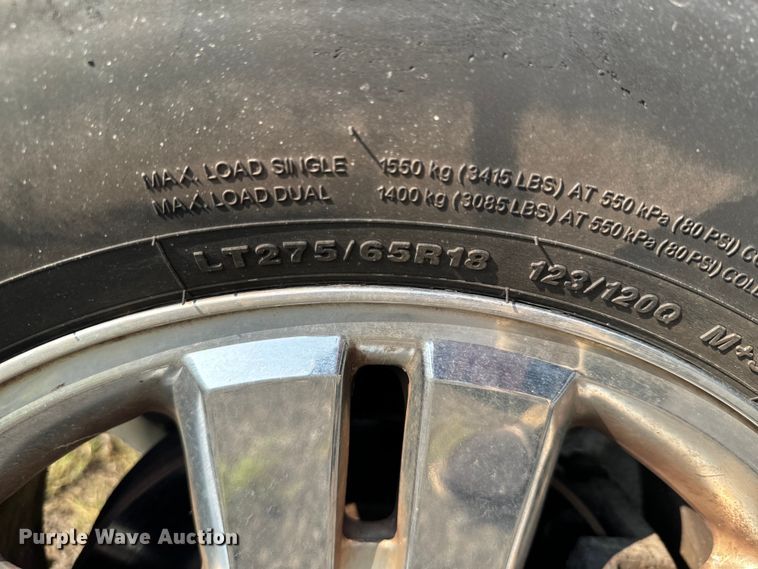 MAX. LOAD SINGLE 1550 kg (3415 LBS) AT 550 kPa (80 PSI)
MAX. LOAD DUAL 1400 kg (3085 LBS) AT 550 kPa (80 PSI)
LT275/65R18 123/120Q
Purple Wave Auction